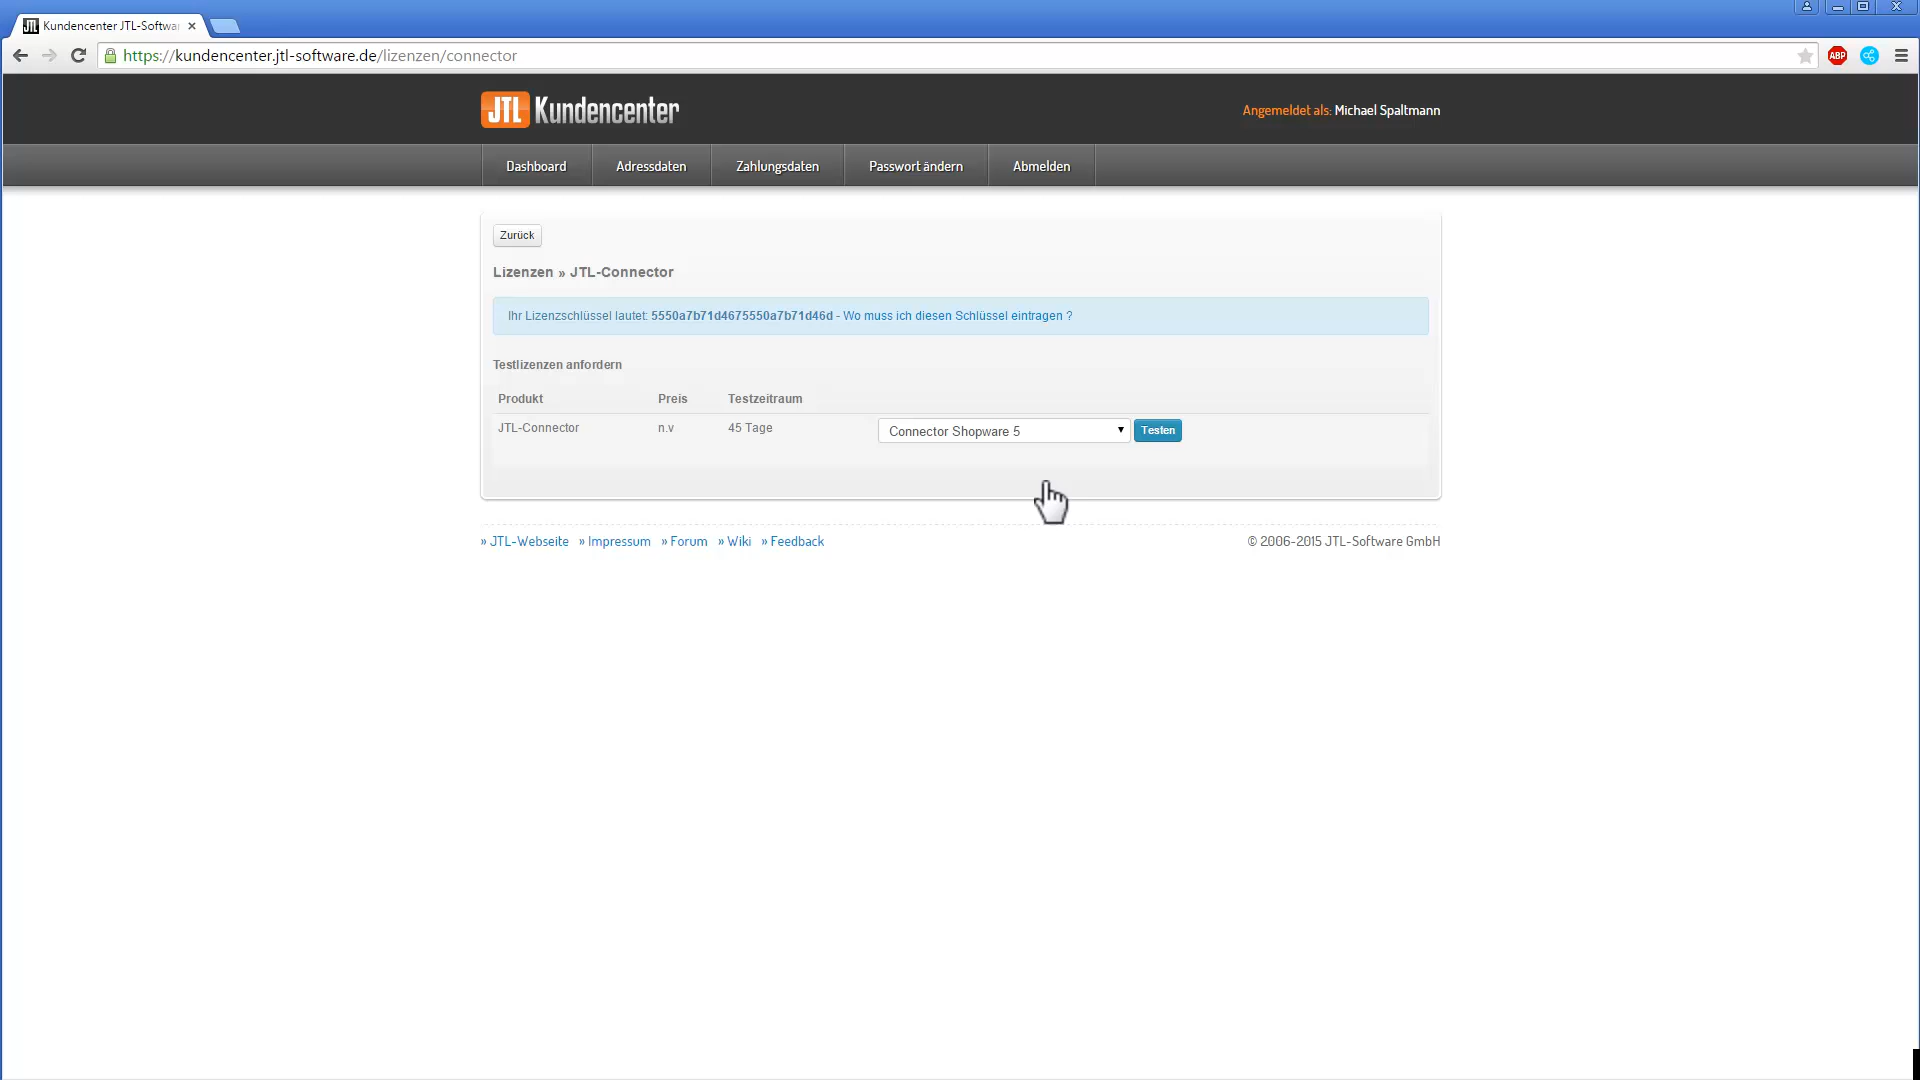 Kundencenter JTL-Softwa
https://kundencenter.jtl-software.de/lizenzen/connector
ABP
JTL Kundencenter
Angemeldet als: Michael Spaltmann
Dashboard Adressdaten Zahlungsdaten Passwort ändern Abmelden
Zurück
Lizenzen » JTL-Connector
Ihr Lizenzschlüssel lautet: 5550a7b71d4675550a7b71d46d - Wo muss ich diesen Schlüssel eintragen ?
Testlizenzen anfordern
Produkt Preis Testzeitraum
JTL-Connector n.v 45 Tage Connector Shopware 5 Testen
» JTL-Webseite » Impressum » Forum » Wiki » Feedback © 2006-2015 JTL-Software GmbH